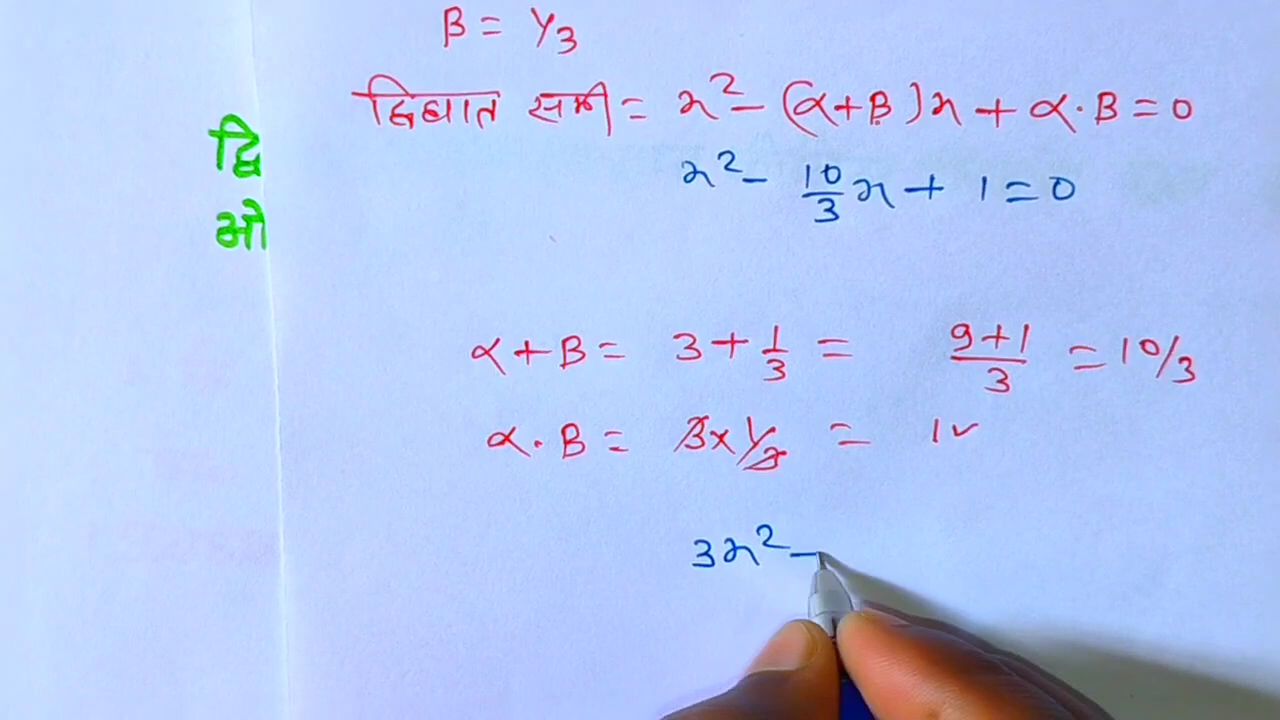 β = 1/3
द्विघात समी = x² - (α+β)x + α·β = 0
x² - 10/3 x + 1 = 0
द्वि
भो
α + β = 3 + 1/3 = 9+1/3 = 10/3
α·β = 3 × 1/3 = 1 ✓
3x² -